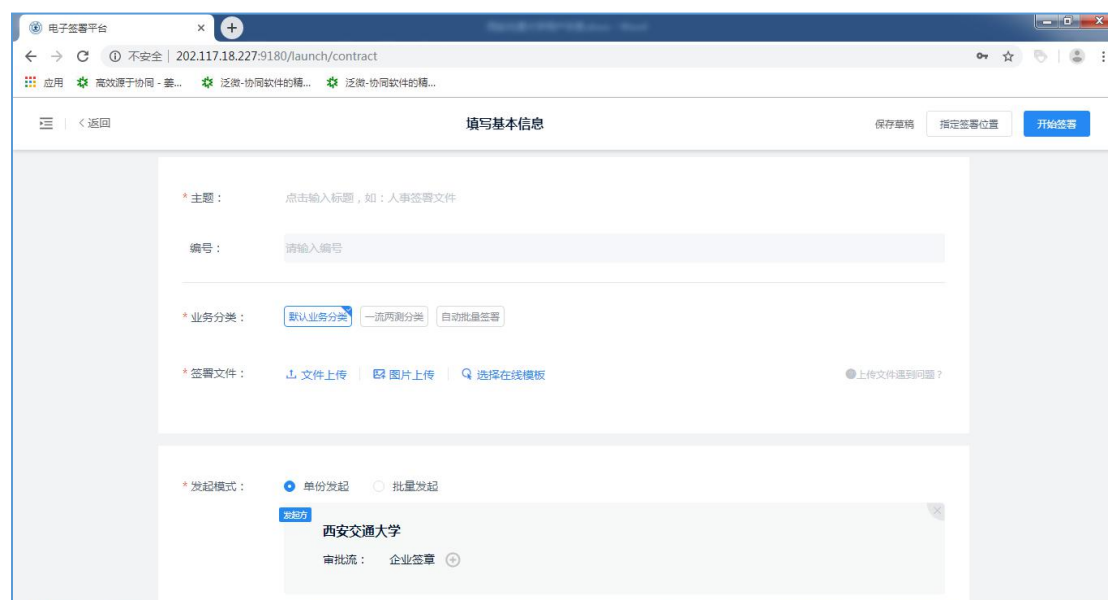 电子签署平台
不安全 | 202.117.18.227:9180/launch/contract
应用 高效源于协同 - 姜... 泛微-协同软件的精... 泛微-协同软件的精...
< 返回 填写基本信息 保存草稿 指定签署位置 开始签署
* 主题： 点击输入标题，如：人事签署文件
编号： 请输入编号
* 业务分类： 默认业务分类 一流两测分类 自动批量签署
* 签署文件： 文件上传 图片上传 选择在线模板 上传文件遇到问题？
* 发起模式： 单份发起 批量发起
发起方
西安交通大学
审批流： 企业签章